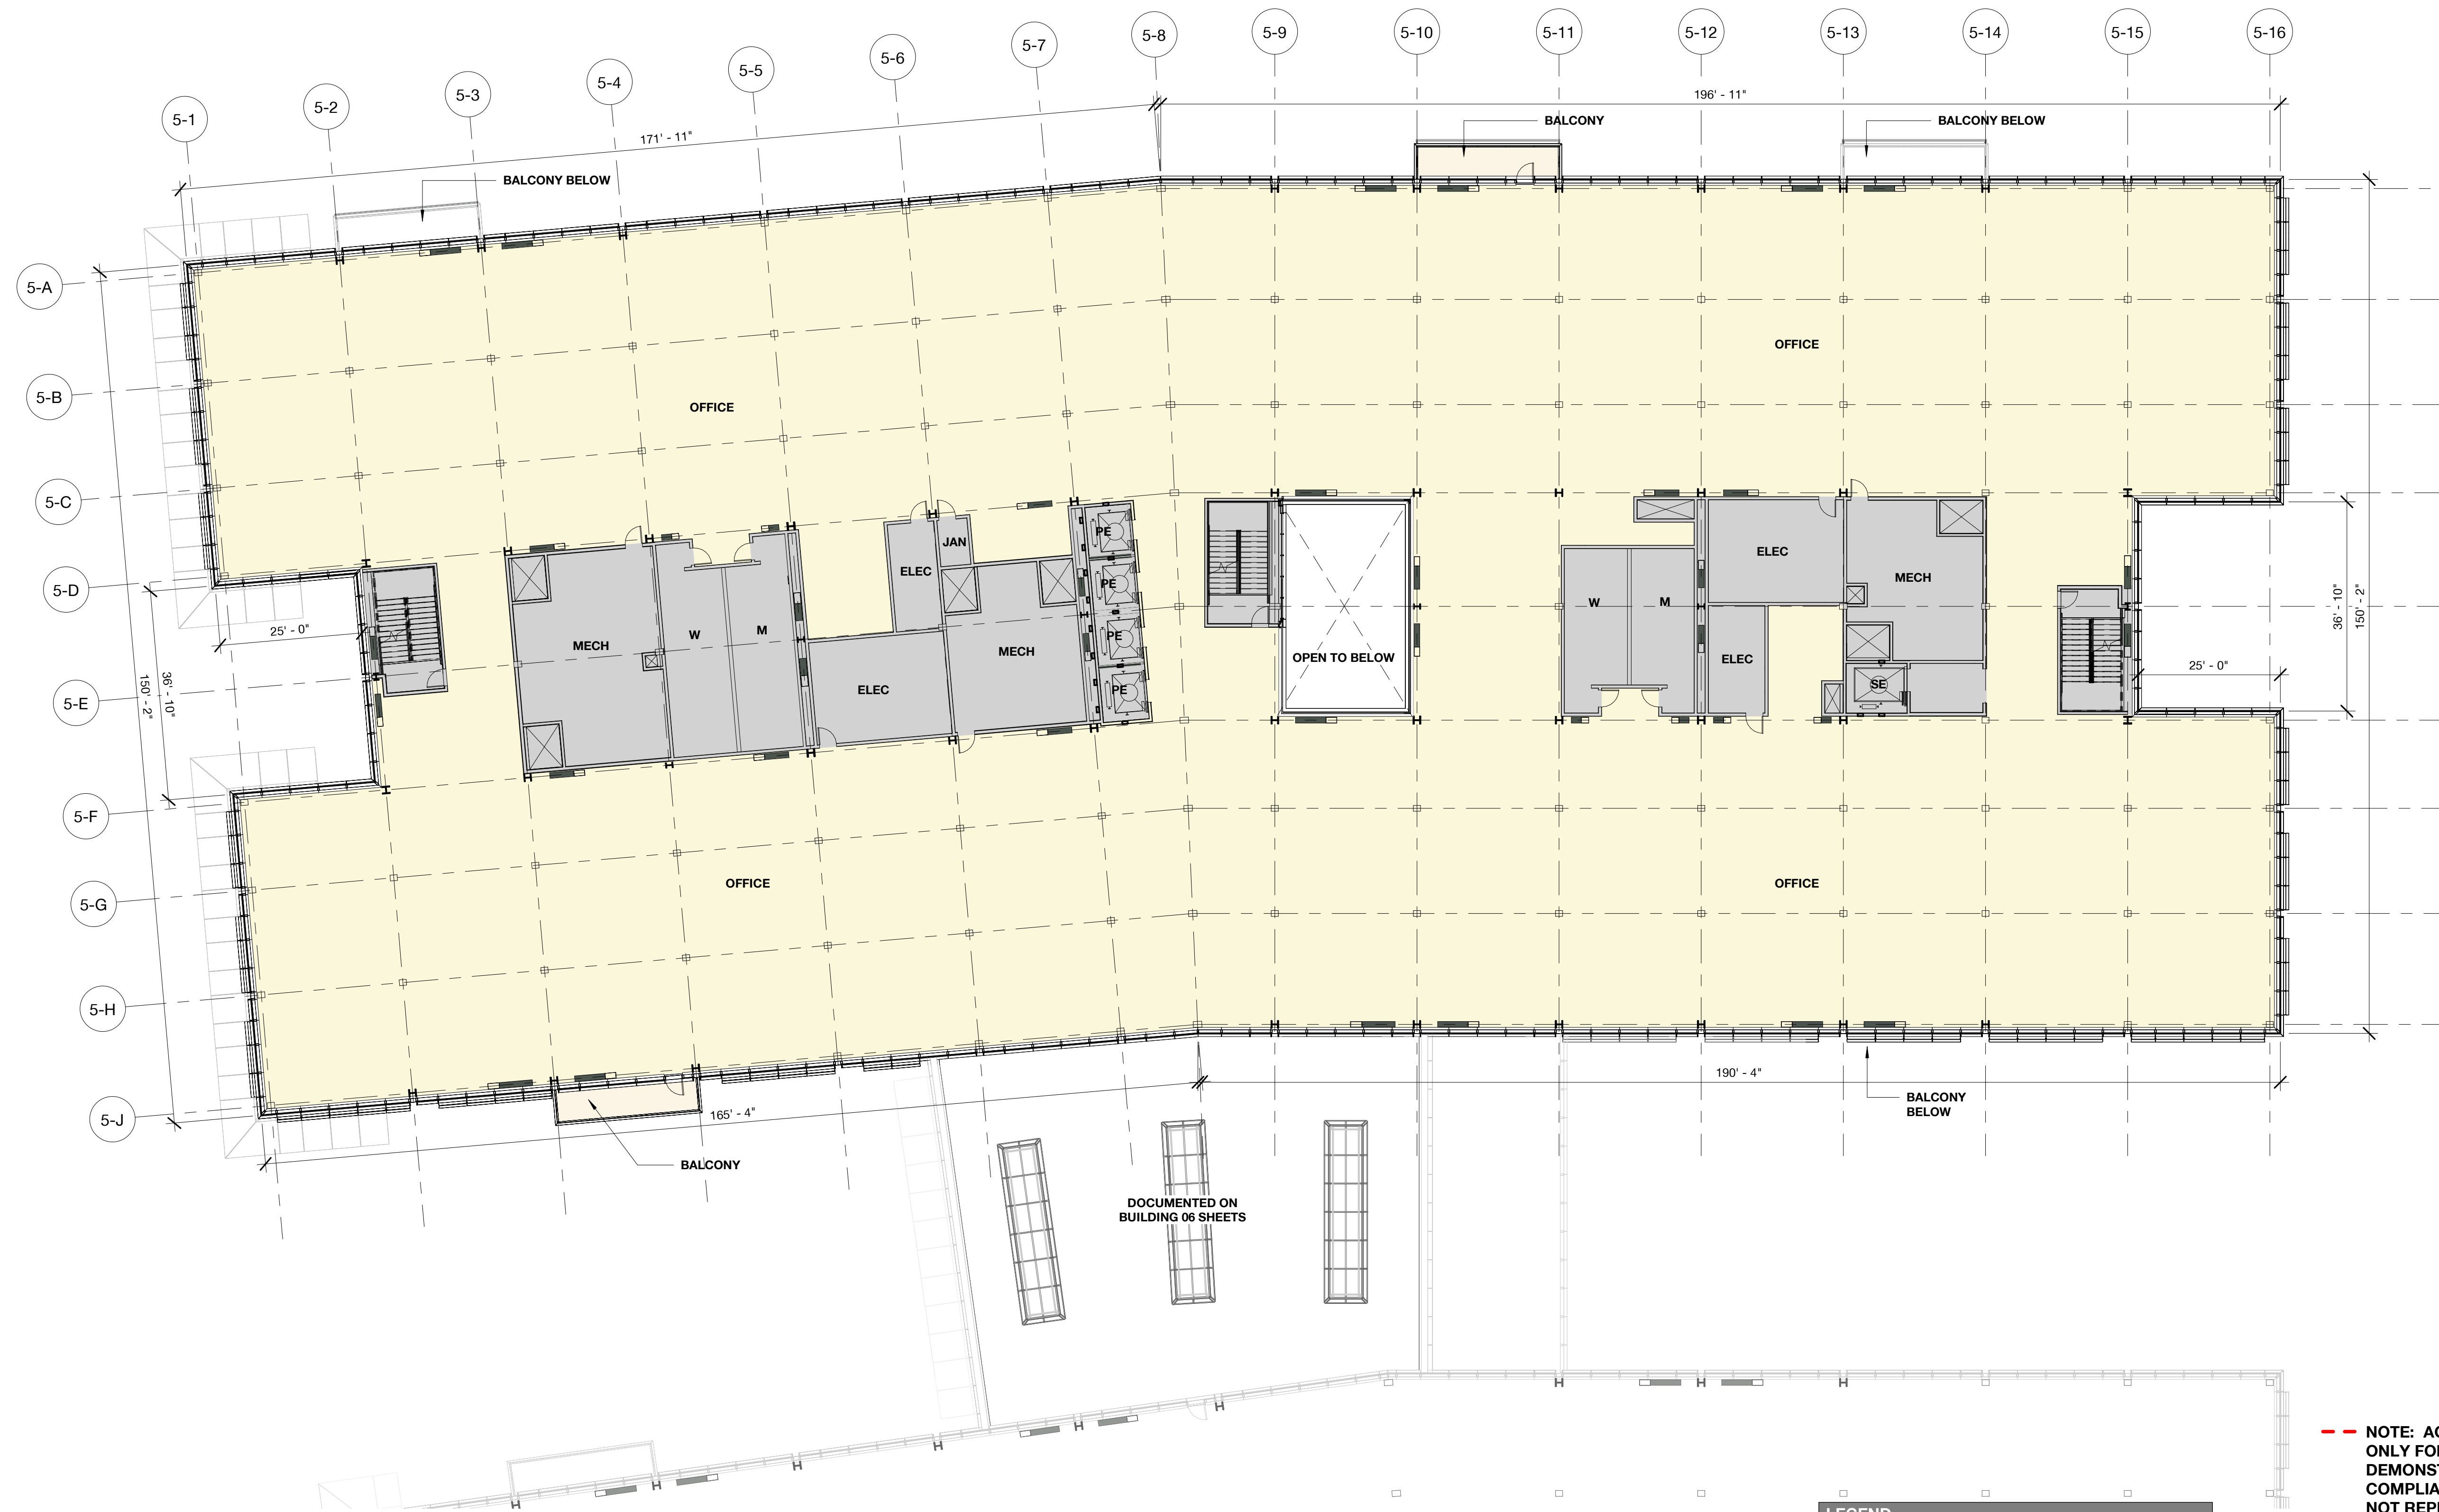 5-1
5-2
5-3
5-4
5-5
5-6
5-7
5-8
5-9
5-10
5-11
5-12
5-13
5-14
5-15
5-16
171' - 11"
196' - 11"
BALCONY BELOW
BALCONY
BALCONY BELOW
5-A
5-B
5-C
5-D
5-E
5-F
5-G
5-H
5-J
OFFICE
OFFICE
OFFICE
OFFICE
25' - 0"
36' - 10"
150' - 2"
MECH
W
M
ELEC
JAN
ELEC
MECH
PE
PE
PE
PE
OPEN TO BELOW
W
M
ELEC
ELEC
MECH
SE
25' - 0"
36' - 10"
150' - 2"
165' - 4"
190' - 4"
BALCONY
BALCONY
BELOW
DOCUMENTED ON
BUILDING 06 SHEETS
NOTE:
ONLY
DEMONST
COMPLIA
NOT
LEGEND